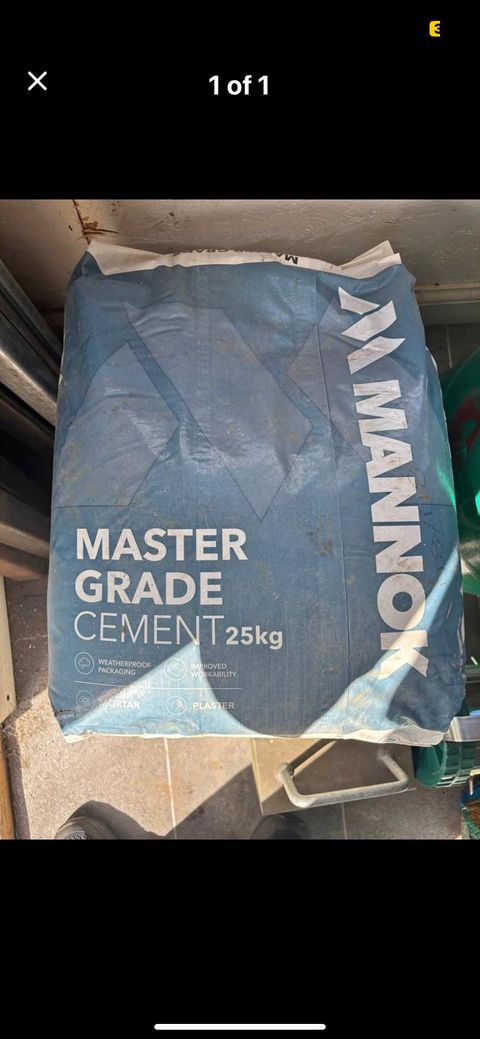 1 of 1
MANNOK
MASTER
GRADE
CEMENT 25kg
WEATHERPROOF
PACKAGING
IMPROVED
WORKABILITY
MORTAR
PLASTER